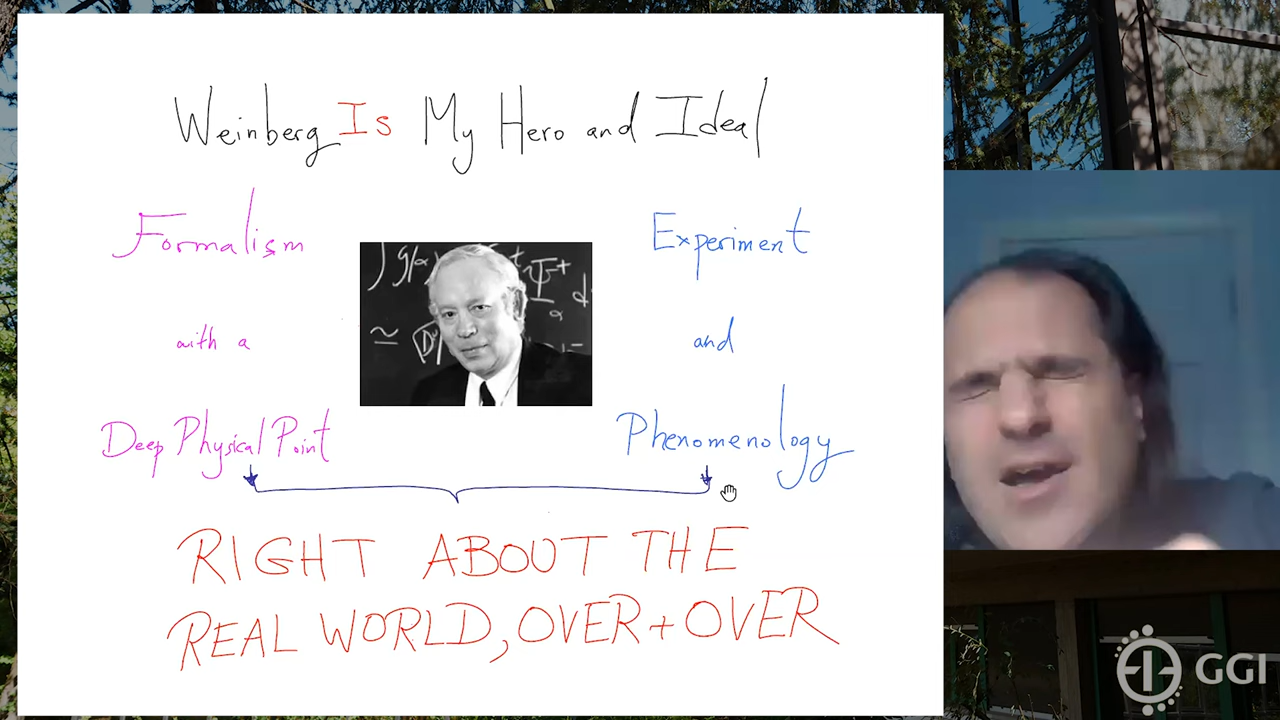 Weinberg Is My Hero and Ideal
Formalism
with a
Deep Physical Point
Experiment
and
Phenomenology
RIGHT ABOUT THE
REAL WORLD, OVER + OVER
GGI